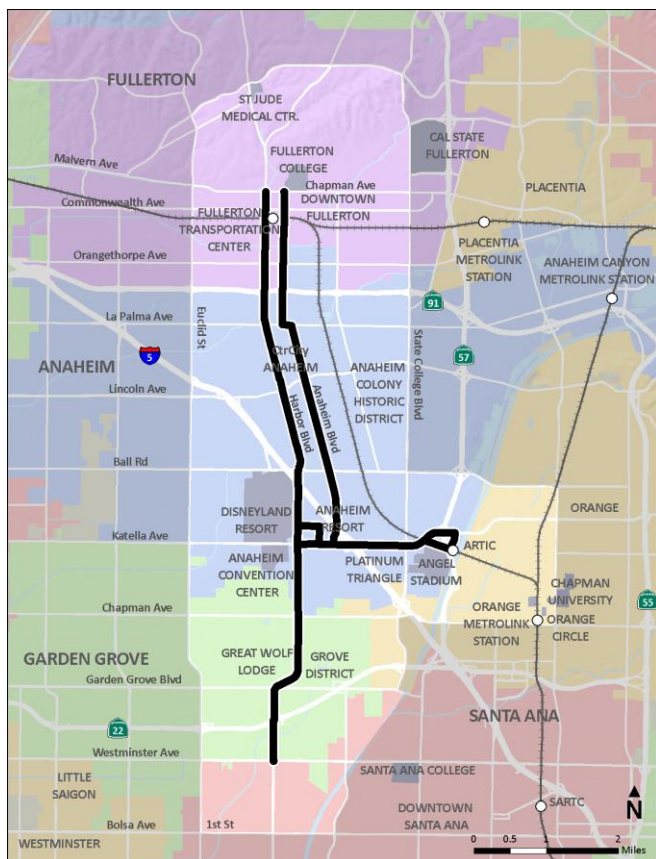 FULLERTON
ST JUDE
MEDICAL CTR.
FULLERTON
COLLEGE
CAL STATE
FULLERTON
Malvern Ave
Chapman Ave
DOWNTOWN
FULLERTON
PLACENTIA
Commonwealth Ave
FULLERTON
TRANSPORTATION
CENTER
PLACENTIA
METROLINK
STATION
Orangethorpe Ave
ANAHEIM CANYON
METROLINK STATION
91
La Palma Ave
Euclid St
State College Blvd
57
5
ANAHEIM
CtrCity
ANAHEIM
ANAHEIM
COLONY
HISTORIC
DISTRICT
Lincoln Ave
Harbor Blvd
Anaheim Blvd
Ball Rd
DISNEYLAND
RESORT
ANAHEIM
RESORT
ORANGE
Katella Ave
ARTIC
ANAHEIM
CONVENTION
CENTER
PLATINUM
TRIANGLE
ANGEL
STADIUM
CHAPMAN
UNIVERSITY
55
Chapman Ave
ORANGE
METROLINK
STATION
ORANGE
CIRCLE
GARDEN GROVE
GREAT WOLF
LODGE
GROVE
DISTRICT
Garden Grove Blvd
22
SANTA ANA
Westminster Ave
LITTLE
SAIGON
SANTA ANA COLLEGE
DOWNTOWN
SANTA ANA
SARTC
N
Bolsa Ave
1st St
WESTMINSTER
0 0.5 1 2
Miles